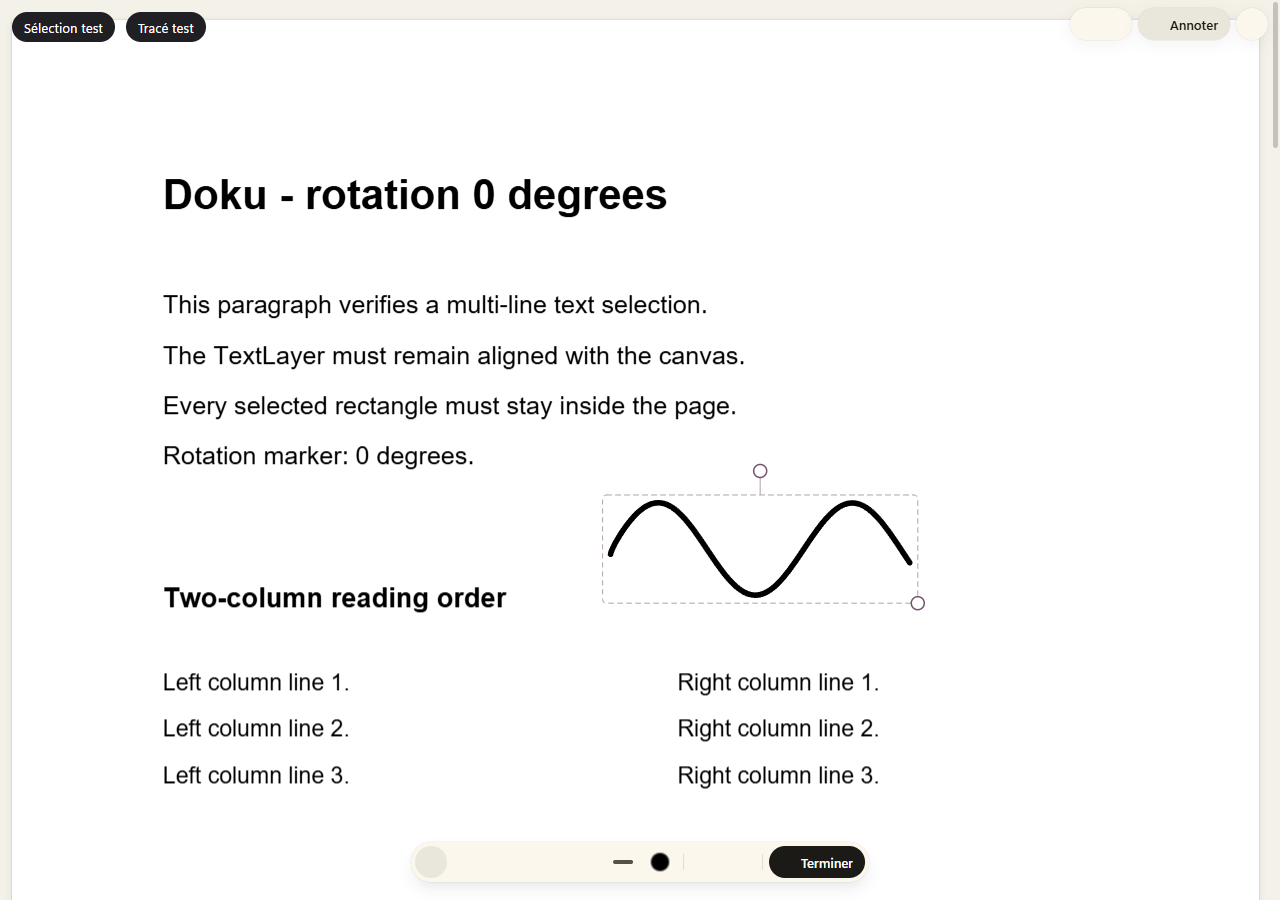 Sélection test
Tracé test
Annoter
Doku - rotation 0 degrees
This paragraph verifies a multi-line text selection.
The TextLayer must remain aligned with the canvas.
Every selected rectangle must stay inside the page.
Rotation marker: 0 degrees.
Two-column reading order
Left column line 1.
Left column line 2.
Left column line 3.
Right column line 1.
Right column line 2.
Right column line 3.
Terminer